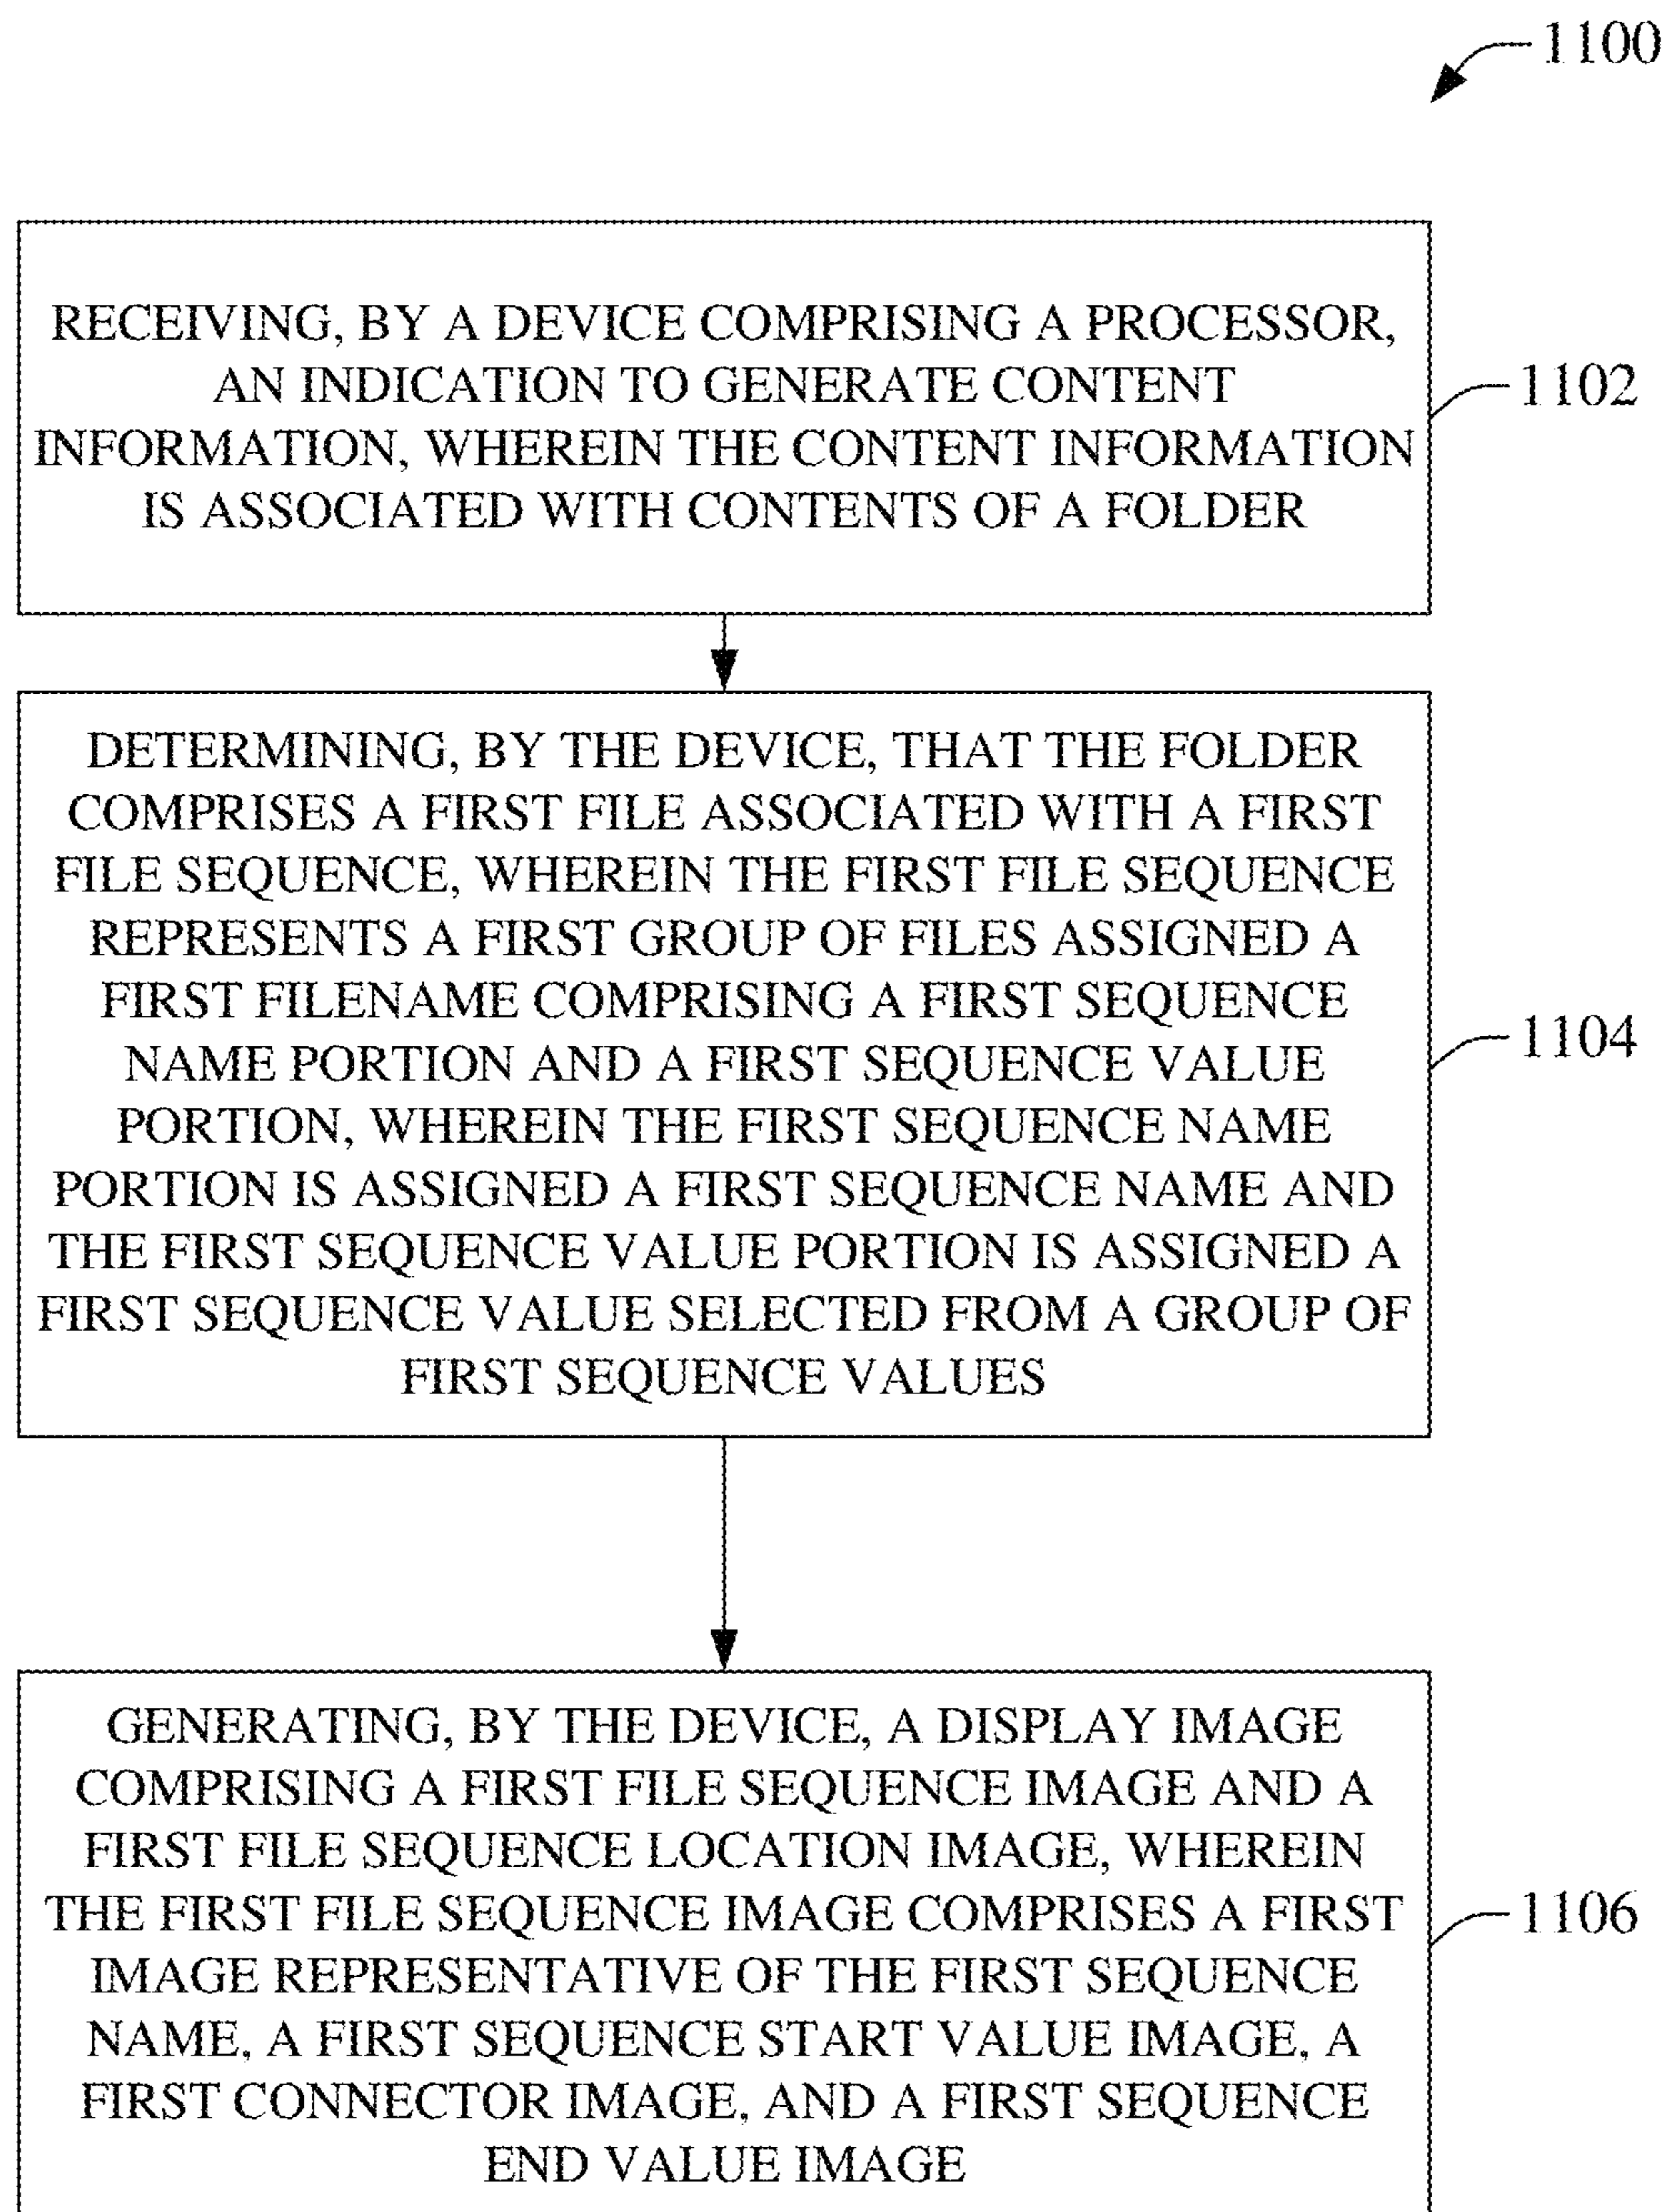 1100
RECEIVING, BY A DEVICE COMPRISING A PROCESSOR,
AN INDICATION TO GENERATE CONTENT
INFORMATION, WHEREIN THE CONTENT INFORMATION
IS ASSOCIATED WITH CONTENTS OF A FOLDER
1102
DETERMINING, BY THE DEVICE, THAT THE FOLDER
COMPRISES A FIRST FILE ASSOCIATED WITH A FIRST
FILE SEQUENCE, WHEREIN THE FIRST FILE SEQUENCE
REPRESENTS A FIRST GROUP OF FILES ASSIGNED A
FIRST FILENAME COMPRISING A FIRST SEQUENCE
NAME PORTION AND A FIRST SEQUENCE VALUE
PORTION, WHEREIN THE FIRST SEQUENCE NAME
PORTION IS ASSIGNED A FIRST SEQUENCE NAME AND
THE FIRST SEQUENCE VALUE PORTION IS ASSIGNED A
FIRST SEQUENCE VALUE SELECTED FROM A GROUP OF
FIRST SEQUENCE VALUES
1104
GENERATING, BY THE DEVICE, A DISPLAY IMAGE
COMPRISING A FIRST FILE SEQUENCE IMAGE AND A
FIRST FILE SEQUENCE LOCATION IMAGE, WHEREIN
THE FIRST FILE SEQUENCE IMAGE COMPRISES A FIRST
IMAGE REPRESENTATIVE OF THE FIRST SEQUENCE
NAME, A FIRST SEQUENCE START VALUE IMAGE, A
FIRST CONNECTOR IMAGE, AND A FIRST SEQUENCE
END VALUE IMAGE
1106